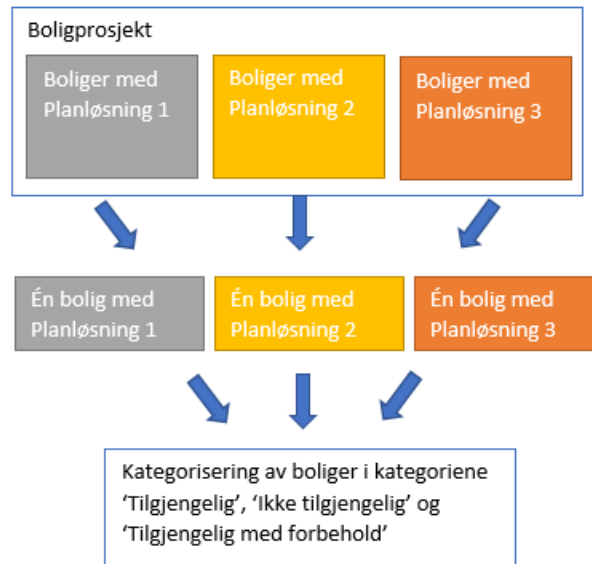 Boligprosjekt
Boliger med
Planløsning 1
Boliger med
Planløsning 2
Boliger med
Planløsning 3
Én bolig med
Planløsning 1
Én bolig med
Planløsning 2
Én bolig med
Planløsning 3
Kategorisering av boliger i kategoriene
‘Tilgjengelig’, ‘Ikke tilgjengelig’ og
‘Tilgjengelig med forbehold’